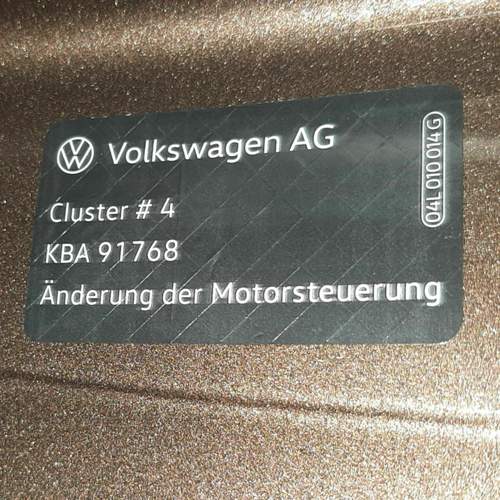 Volkswagen AG
Cluster # 4
KBA 91768
Änderung der Motorsteuerung
04L 010 014 G